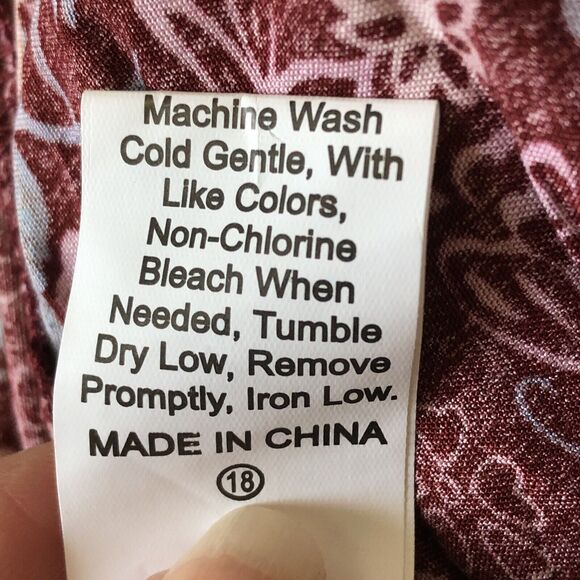 Machine Wash
Cold Gentle, With
Like Colors,
Non-Chlorine
Bleach When
Needed, Tumble
Dry Low, Remove
Promptly, Iron Low.
MADE IN CHINA
18